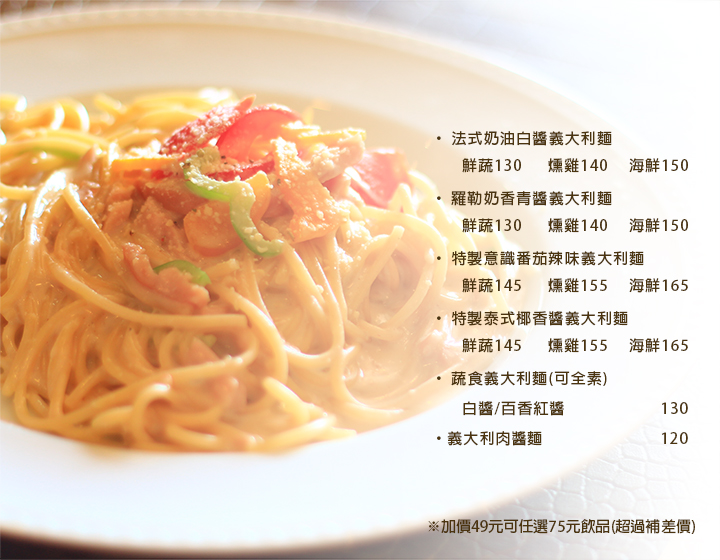 • 法式奶油白醬義大利麵
鮮蔬130 燻雞140 海鮮150
• 羅勒奶香青醬義大利麵
鮮蔬130 燻雞140 海鮮150
• 特製意識番茄辣味義大利麵
鮮蔬145 燻雞155 海鮮165
• 特製泰式椰香醬義大利麵
鮮蔬145 燻雞155 海鮮165
• 蔬食義大利麵(可全素)
白醬/百香紅醬 130
• 義大利肉醬麵 120
※加價49元可任選75元飲品(超過補差價)